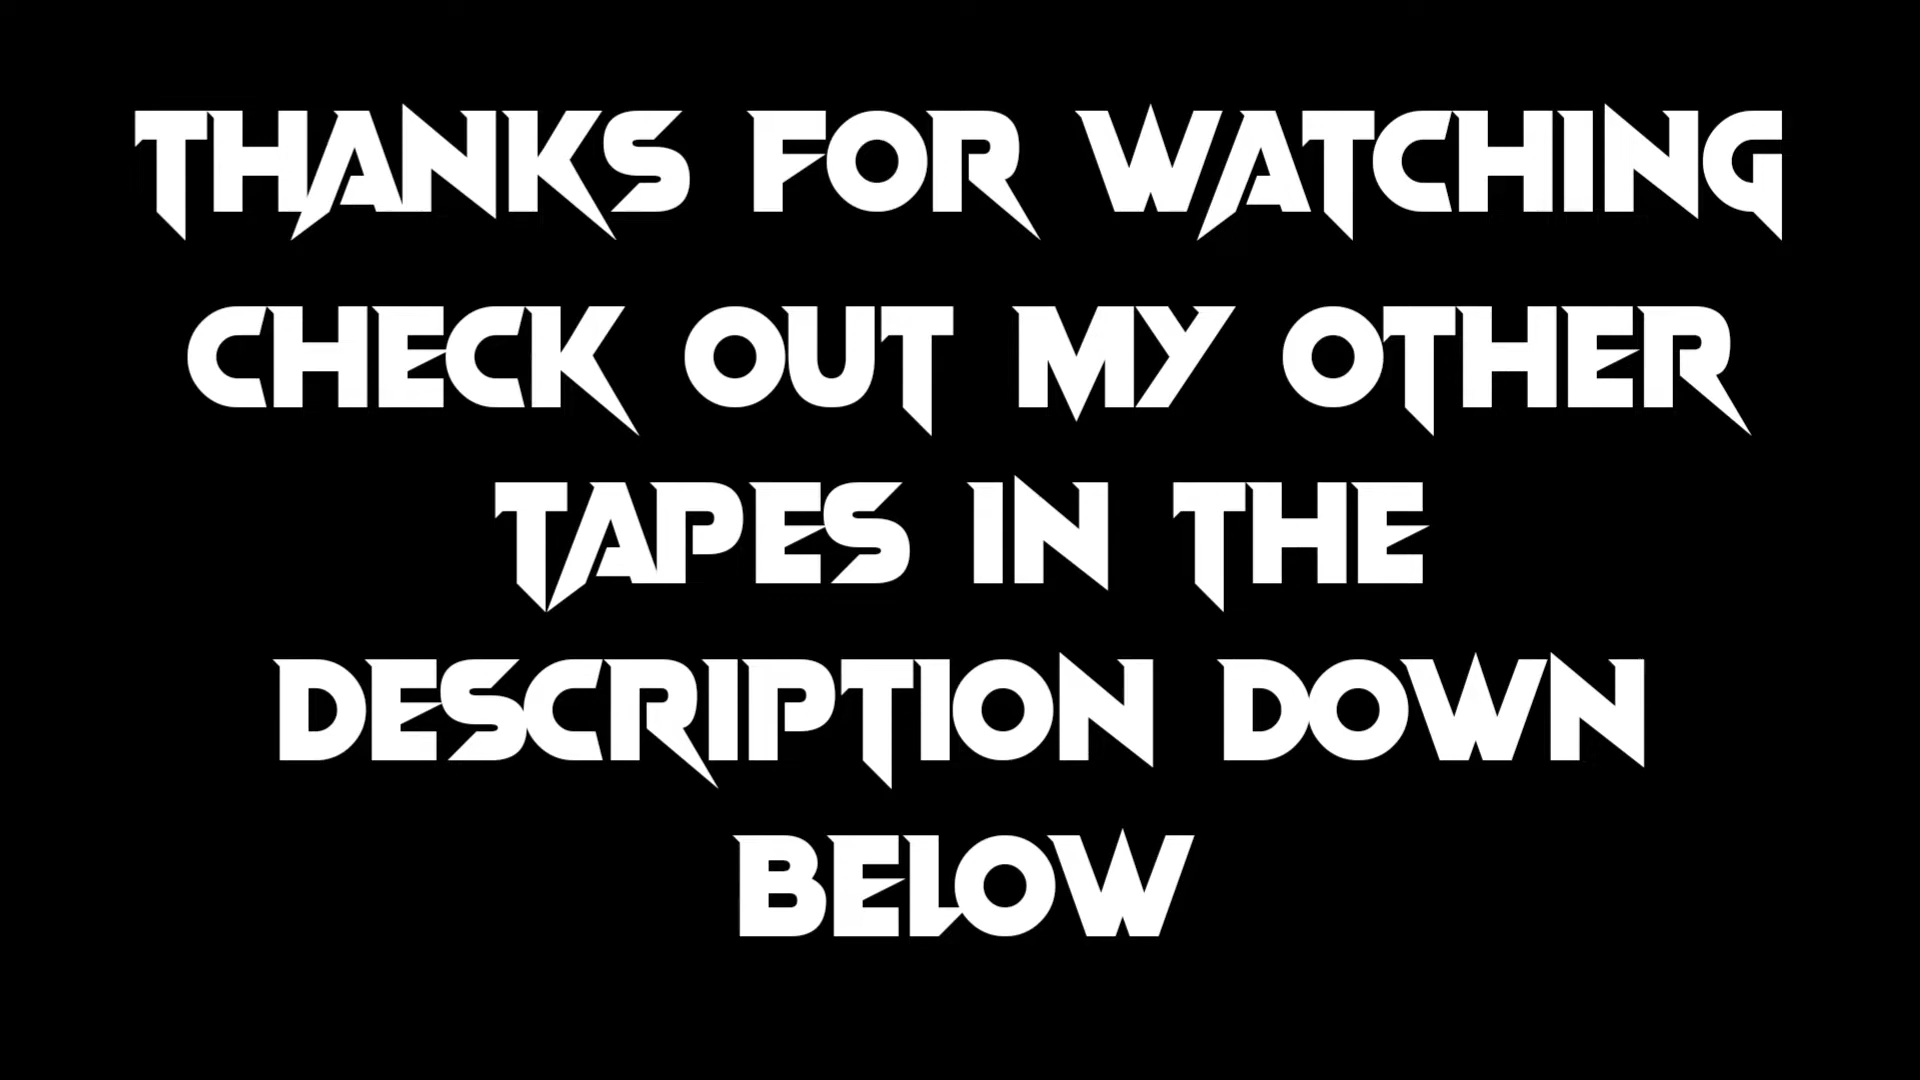 THANKS FOR WATCHING
CHECK OUT MY OTHER
TAPES IN THE
DESCRIPTION DOWN
BELOW